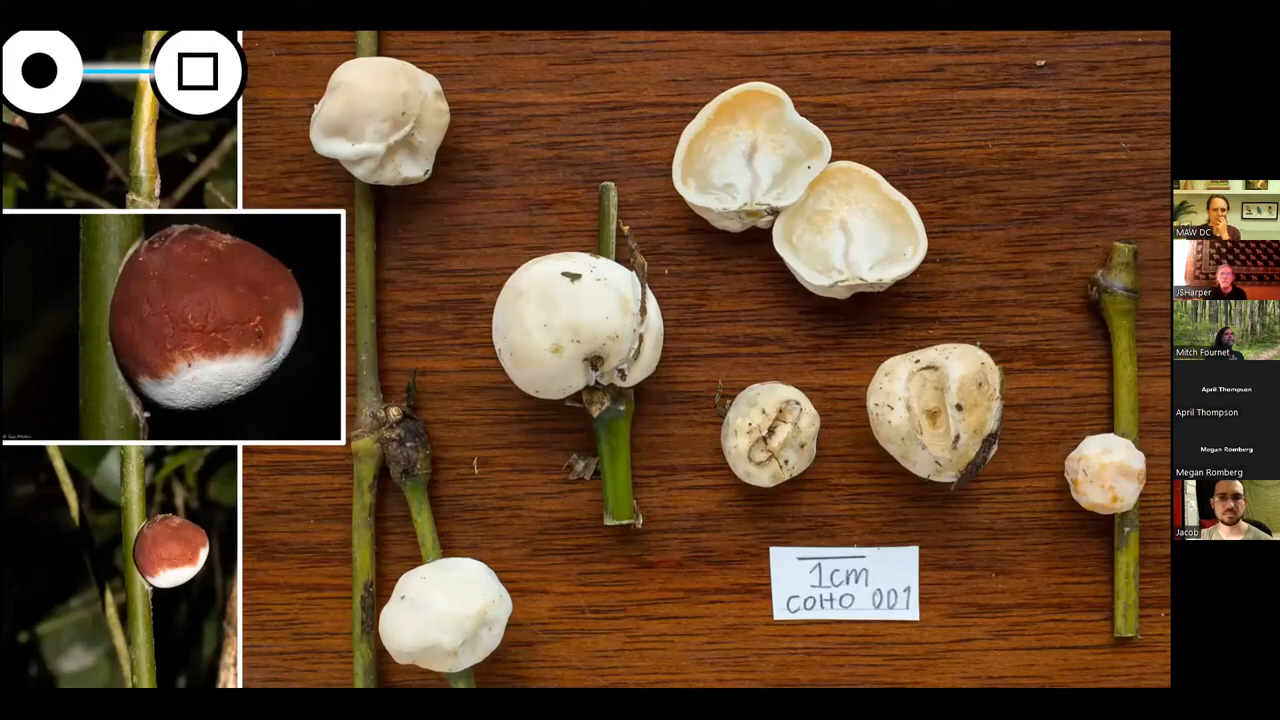 1cm
COHO 001
MAW DC
JSHarper
Mitch Fournet
April Thompson
April Thompson
Megan Romberg
Megan Romberg
Jacob